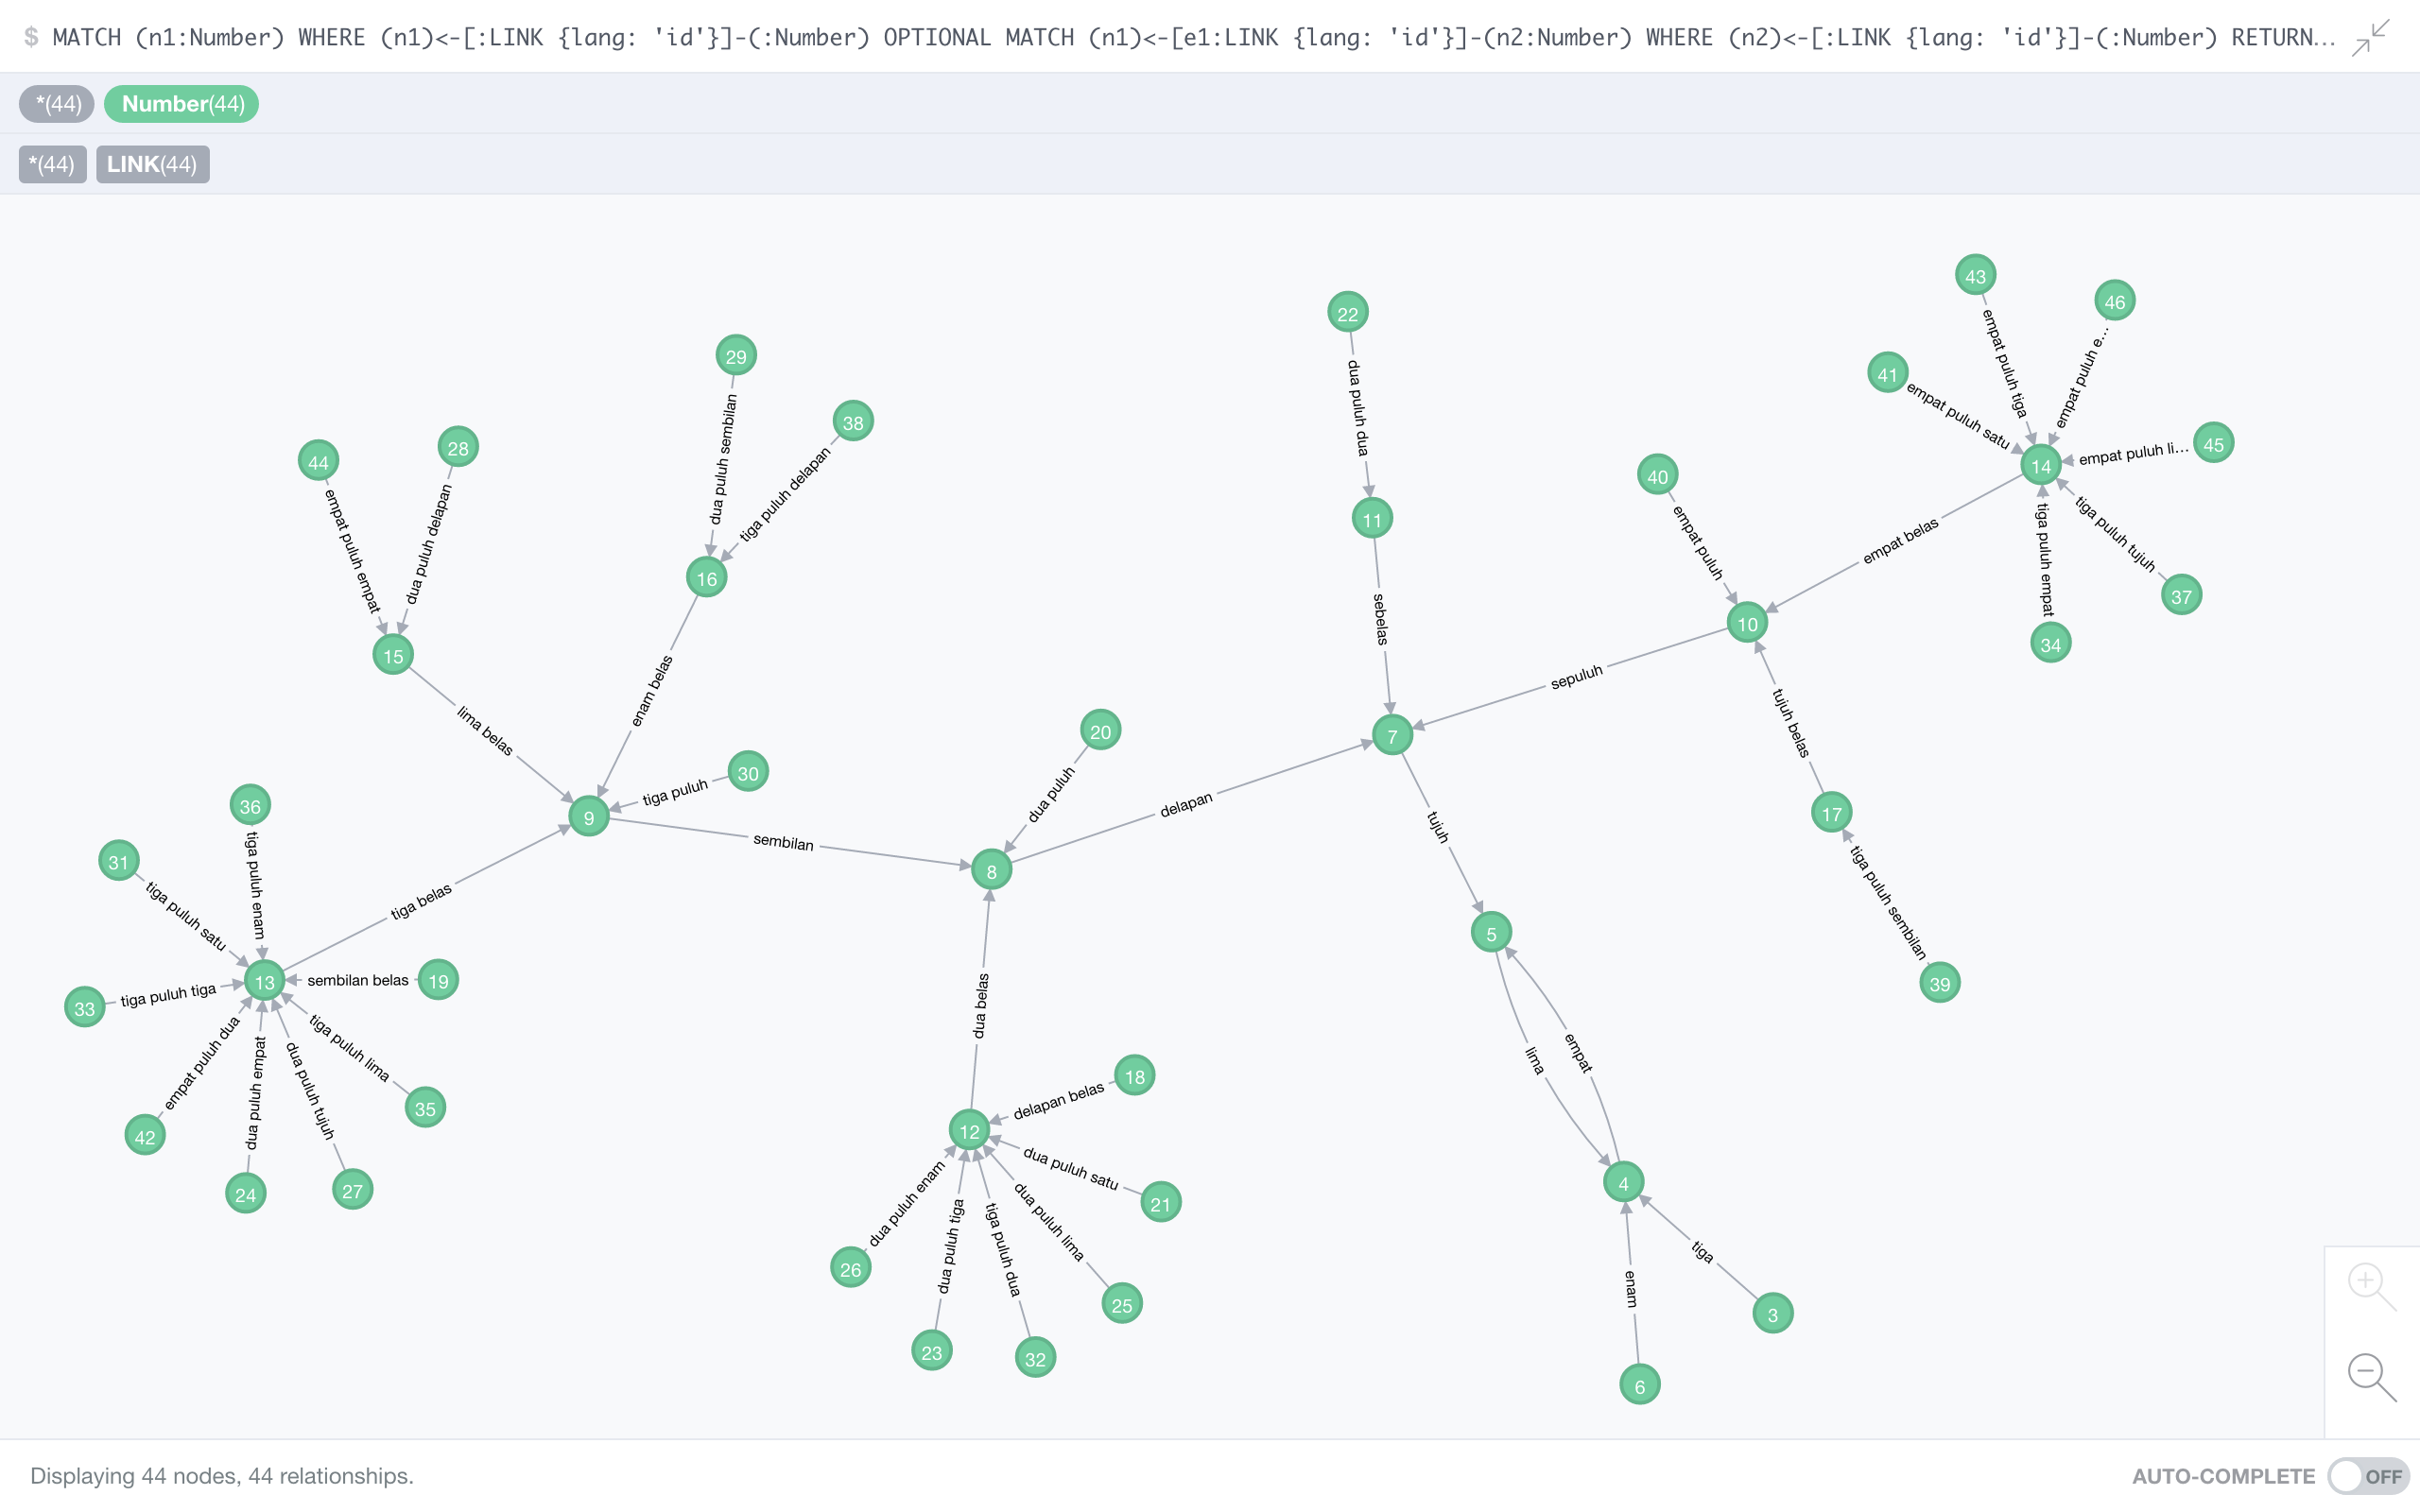 $ MATCH (n1:Number) WHERE (n1)<-[:LINK {lang: 'id'}]-(:Number) OPTIONAL MATCH (n1)<-[e1:LINK {lang: 'id'}]-(n2:Number) WHERE (n2)<-[:LINK {lang: 'id'}]-(:Number) RETURN...
*(44) Number(44)
*(44) LINK(44)
43
46
22
empat puluh tiga
empat puluh e...
29
41
empat puluh satu
38
dua puluh dua
dua puluh sembilan
28
44
45
empat puluh li...
14
40
tiga puluh delapan
11
tiga puluh tujuh
empat puluh empat
dua puluh delapan
empat puluh
empat belas
tiga puluh empat
16
37
sebelas
10
34
15
sepuluh
enam belas
lima belas
tujuh belas
20
7
30
tiga puluh
dua puluh
36
delapan
17
9
tujuh
sembilan
31
tiga puluh enam
8
tiga puluh satu
tiga belas
tiga puluh sembilan
5
13
sembilan belas
19
39
33
tiga puluh tiga
dua belas
tiga puluh lima
empat puluh dua
dua puluh empat
dua puluh tujuh
lima
empat
18
delapan belas
35
42
12
dua puluh satu
4
24
27
21
dua puluh enam
dua puluh tiga
tiga puluh dua
dua puluh lima
tiga
26
enam
25
3
23
32
6
Displaying 44 nodes, 44 relationships.
AUTO-COMPLETE OFF